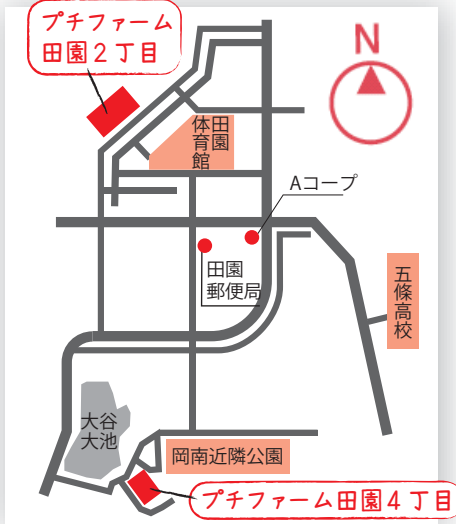 プチファーム
田園2丁目
N
田園
体育館
Aコープ
田園
郵便局
五條高校
大谷
大池
岡南近隣公園
プチファーム田園4丁目